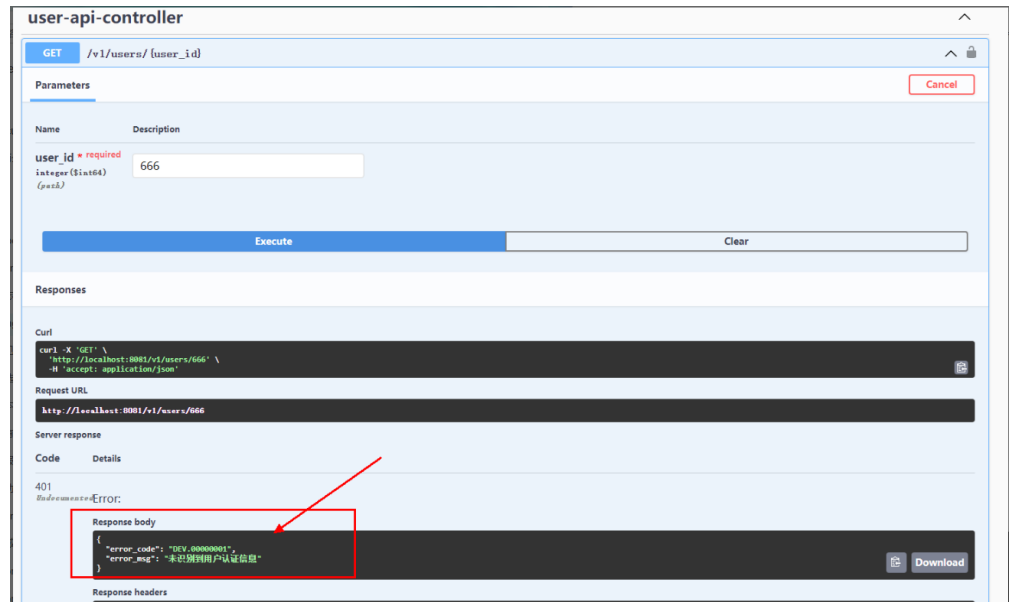 user-api-controller
GET /v1/users/{user_id}
Parameters
Cancel
Name Description
user_id * required
integer($int64)
(path)
666
Execute Clear
Responses
Curl
curl -X 'GET' \
'http://localhost:8081/v1/users/666' \
-H 'accept: application/json'
Request URL
http://localhost:8081/v1/users/666
Server response
Code Details
401
Undocumented Error:
Response body
{
"error_code": "DEV.00000001",
"error_msg": "未识别到用户认证信息"
}
Download
Response headers